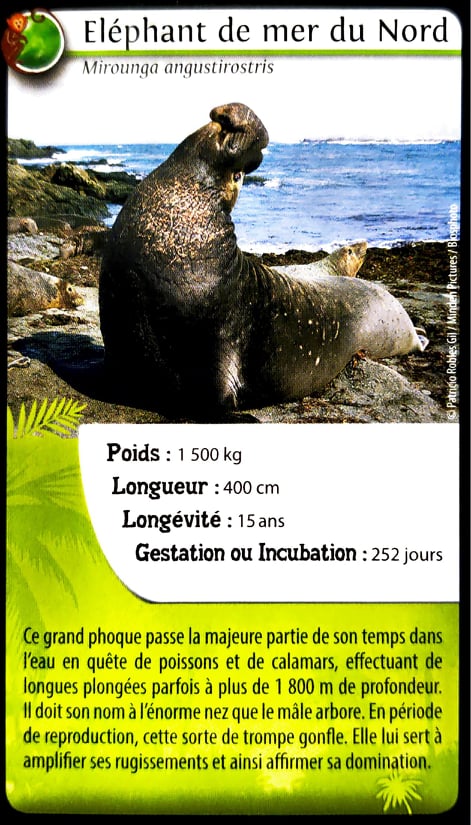 Eléphant de mer du Nord
Mirounga angustirostris
© Patricio Robles Gil / Minden Pictures / Biosphoto
Poids : 1 500 kg
Longueur : 400 cm
Longévité : 15 ans
Gestation ou Incubation : 252 jours
Ce grand phoque passe la majeure partie de son temps dans
l'eau en quête de poissons et de calamars, effectuant de
longues plongées parfois à plus de 1 800 m de profondeur.
Il doit son nom à l'énorme nez que le mâle arbore. En période
de reproduction, cette sorte de trompe gonfle. Elle lui sert à
amplifier ses rugissements et ainsi affirmer sa domination.